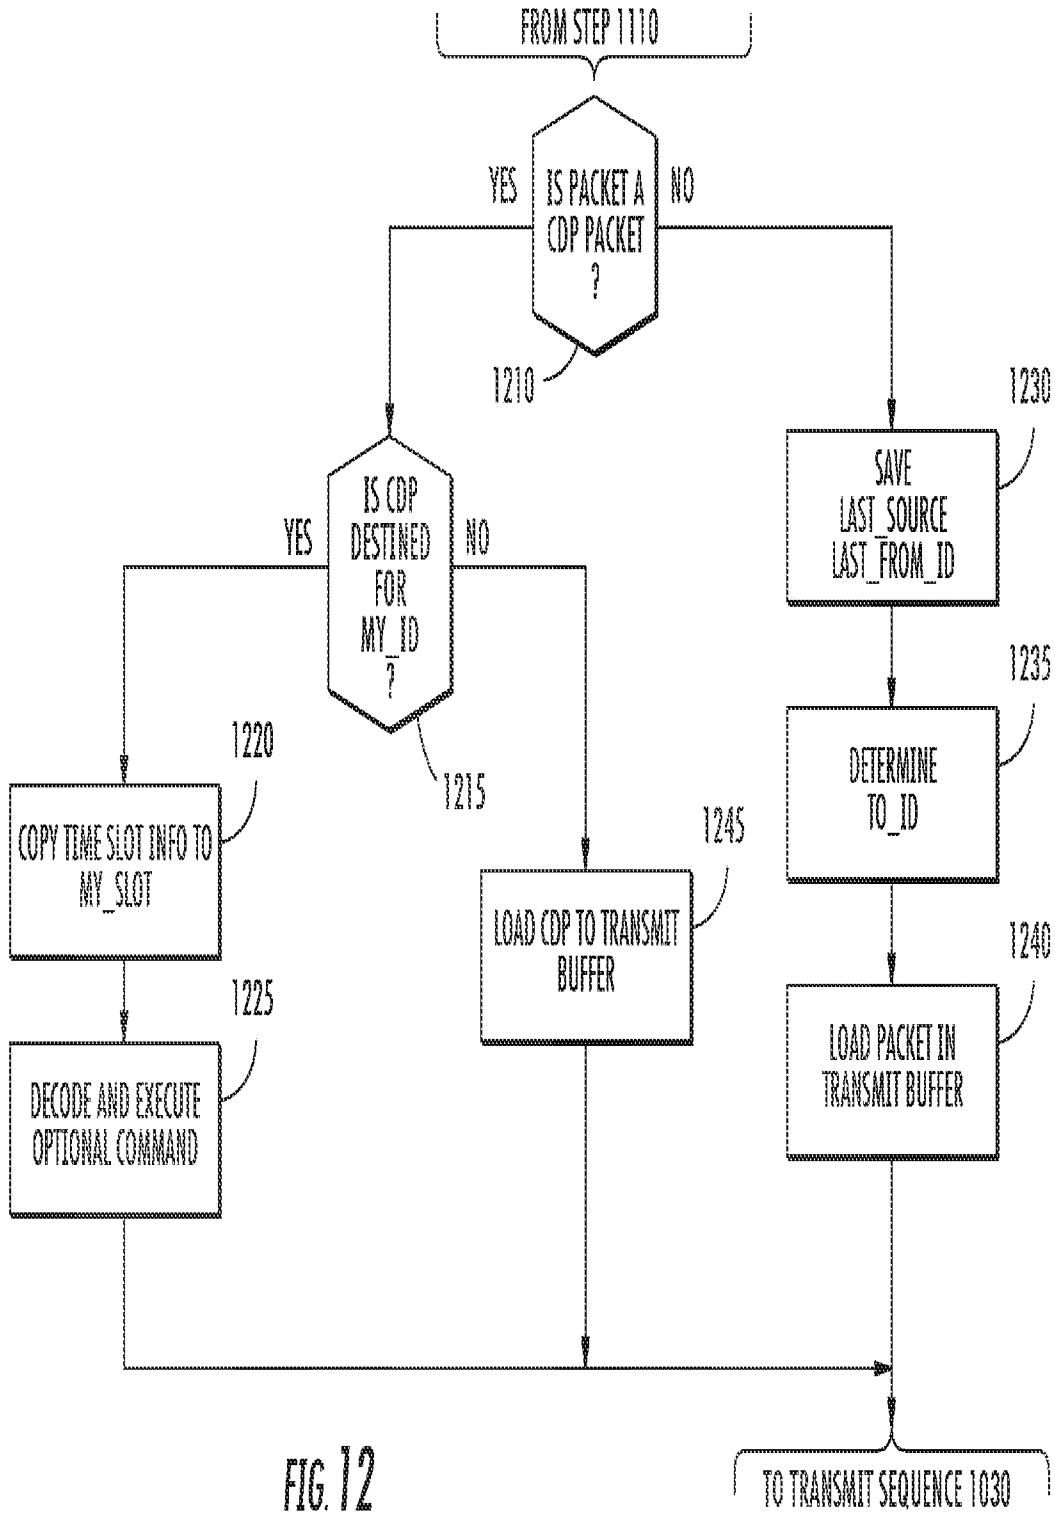 FROM STEP 1110
YES
IS PACKET A
CDP PACKET
?
NO
1210
1230
SAVE
LAST_SOURCE
LAST_FROM_ID
YES
IS CDP
DESTINED
FOR
MY_ID
?
NO
1215
1235
DETERMINE
TO_ID
1220
COPY TIME SLOT INFO TO
MY_SLOT
1245
LOAD CDP TO TRANSMIT
BUFFER
1240
LOAD PACKET IN
TRANSMIT BUFFER
1225
DECODE AND EXECUTE
OPTIONAL COMMAND
FIG. 12
TO TRANSMIT SEQUENCE 1030